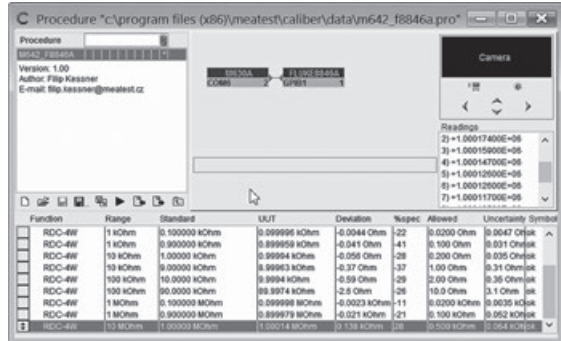 Procedure "c:\program files (x86)\meatest\caliber\data\m642_f8846a.pro"
Procedure
M642_F8846A
Version: 1.00
Author: Filip Kessner
E-mail: filip.kessner@meatest.cz
M630A FLUKE8846A
COM6 2 GPIB1 1
Camera
Readings
2) +1.00017400E+06
3) +1.00015900E+06
4) +1.00014700E+06
5) +1.00012600E+06
6) +1.00012600E+06
7) +1.00011700E+06
Function Range Standard UUT Deviation %spec Allowed Uncertainty Symbol
RDC-4W 1 kOhm 0.100000 kOhm 0.099996 kOhm -0.0044 Ohm -22 0.0200 Ohm 0.0047 Ohm ok
RDC-4W 1 kOhm 0.900000 kOhm 0.899959 kOhm -0.041 Ohm -41 0.100 Ohm 0.031 Ohm ok
RDC-4W 10 kOhm 1.00000 kOhm 0.99994 kOhm -0.056 Ohm -28 0.200 Ohm 0.035 Ohm ok
RDC-4W 10 kOhm 9.00000 kOhm 8.99963 kOhm -0.37 Ohm -37 1.00 Ohm 0.31 Ohm ok
RDC-4W 100 kOhm 10.0000 kOhm 9.9994 kOhm -0.59 Ohm -29 2.00 Ohm 0.36 Ohm ok
RDC-4W 100 kOhm 90.0000 kOhm 89.9974 kOhm -2.6 Ohm -26 10.0 Ohm 3.1 Ohm ok
RDC-4W 1 MOhm 0.100000 MOhm 0.099998 MOhm -0.0023 kOhm -11 0.0200 kOhm 0.0035 kO ok
RDC-4W 1 MOhm 0.900000 MOhm 0.899979 MOhm -0.021 kOhm -21 0.100 kOhm 0.052 kOh ok
RDC-4W 10 MOhm 1.00000 MOhm 1.00014 MOhm 0.138 kOhm 28 0.500 kOhm 0.064 kOh ok